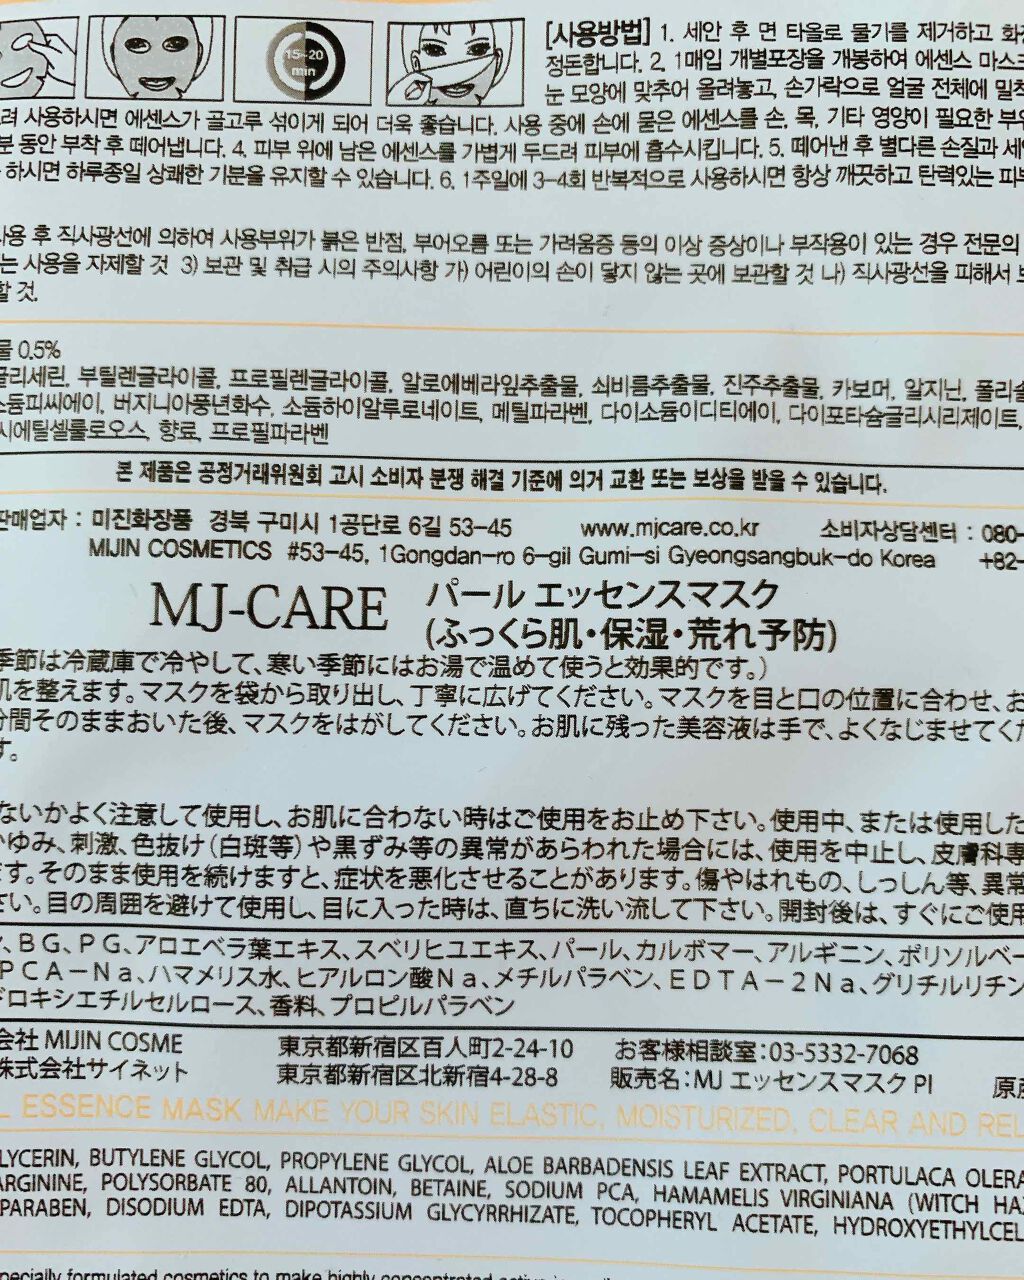 15~20
min
[사용방법] 1. 세안 후 면 타올로 물기를 제거하고
정돈합니다. 2. 1매입 개별포장을 개봉하여 에센스
눈 모양에 맞추어 올려놓고, 손가락으로 얼굴 전체에
사용하시면 에센스가 골고루 섞이게 되어 더욱 좋습니다. 사용 중에 손에 묻은 에센스를 손, 목, 기타 영양이 필요한
분 동안 부착 후 떼어냅니다. 4. 피부 위에 남은 에센스를 가볍게 두드려 피부에 흡수시킵니다. 5. 떼어낸 후 별다른 손질과
하시면 하루종일 상쾌한 기분을 유지할 수 있습니다. 6. 1주일에 3-4회 반복적으로 사용하시면 항상 깨끗하고 탄력있는
사용 후 직사광선에 의하여 사용부위가 붉은 반점, 부어오름 또는 가려움증 등의 이상 증상이나 부작용이 있는 경우 전문의
는 사용을 자제할 것 3) 보관 및 취급 시의 주의사항 가) 어린이의 손이 닿지 않는 곳에 보관할 것 나) 직사광선을 피해서
할 것.
물 0.5%
글리세린, 부틸렌글라이콜, 프로필렌글라이콜, 알로에베라잎추출물, 쇠비름추출물, 진주추출물, 카보머, 알지닌,
소듐피씨에이, 버지니아풍년화수, 소듐하이알루로네이트, 메틸파라벤, 다이소듐이디티에이, 다이포타슘글리시리제이트,
시에틸셀룰로오스, 향료, 프로필파라벤
본 제품은 공정거래위원회 고시 소비자 분쟁 해결 기준에 의거 교환 또는 보상을 받을 수 있습니다.
판매업자 : 미진화장품 경북 구미시 1공단로 6길 53-45 www.mjcare.co.kr 소비자상담센터 : 080-
MIJIN COSMETICS #53-45, 1Gongdan-ro 6-gil Gumi-si Gyeongsangbuk-do Korea +82-
MJ-CARE パール エッセンスマスク
(ふっくら肌・保湿・荒れ予防)
季節は冷蔵庫で冷やして、寒い季節にはお湯で温めて使うと効果的です。)
肌を整えます。マスクを袋から取り出し、丁寧に広げてください。マスクを目と口の位置に合わせ、お
分間そのままおいた後、マスクをはがしてください。お肌に残った美容液は手で、よくなじませてくだ
す。
ないかよく注意して使用し、お肌に合わない時はご使用をお止め下さい。使用中、または使用した
かゆみ、刺激、色抜け(白斑等)や黒ずみ等の異常があらわれた場合には、使用を中止し、皮膚科専
ます。そのまま使用を続けますと、症状を悪化させることがあります。傷やはれもの、しっしん等、異常
さい。目の周囲を避けて使用し、目に入った時は、直ちに洗い流して下さい。開封後は、すぐにご使用
、BG、PG、アロエベラ葉エキス、スベリヒユエキス、パール、カルボマー、アルギニン、ポリソルベー
PCA-Na、ハマメリス水、ヒアルロン酸Na、メチルパラベン、EDTA-2Na、グリチルリチン
ドロキシエチルセルロース、香料、プロピルパラベン
会社 MIJIN COSME 東京都新宿区百人町2-24-10 お客様相談室:03-5332-7068
株式会社サイネット 東京都新宿区北新宿4-28-8 販売名:MJ エッセンスマスク PI 原産
L ESSENCE MASK MAKE YOUR SKIN ELASTIC, MOISTURIZED, CLEAR AND REL
LYCERIN, BUTYLENE GLYCOL, PROPYLENE GLYCOL, ALOE BARBADENSIS LEAF EXTRACT, PORTULACA OLERA
ARGININE, POLYSORBATE 80, ALLANTOIN, BETAINE, SODIUM PCA, HAMAMELIS VIRGINIANA (WITCH HA
PARABEN, DISODIUM EDTA, DIPOTASSIUM GLYCYRRHIZATE, TOCOPHERYL ACETATE, HYDROXYETHYLCEL
specially formulated cosmetics to make highly concentrated